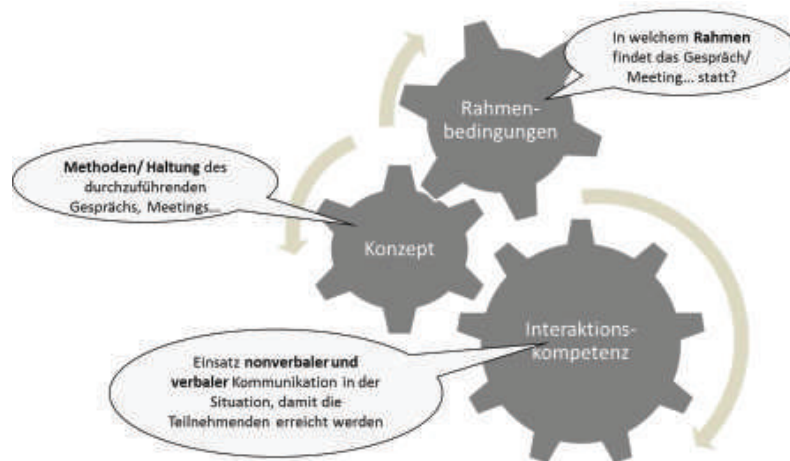 In welchem Rahmen
findet das Gespräch/
Meeting... statt?
Rahmen-
bedingungen
Methoden/ Haltung des
durchzuführenden
Gesprächs, Meetings...
Konzept
Interaktions-
kompetenz
Einsatz nonverbaler und
verbaler Kommunikation in der
Situation, damit die
Teilnehmenden erreicht werden